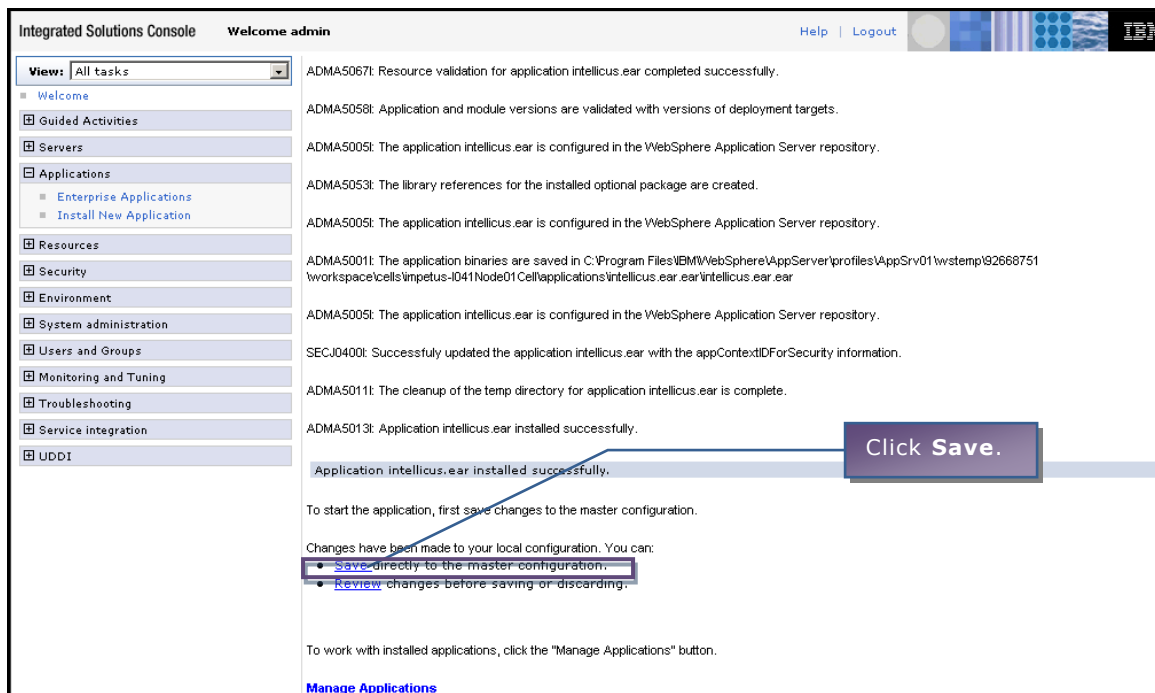 Integrated Solutions Console Welcome admin Help | Logout IBM
View: All tasks
Welcome
Guided Activities
Servers
Applications
Enterprise Applications
Install New Application
Resources
Security
Environment
System administration
Users and Groups
Monitoring and Tuning
Troubleshooting
Service integration
UDDI
ADMA5067I: Resource validation for application intellicus.ear completed successfully.
ADMA5058I: Application and module versions are validated with versions of deployment targets.
ADMA5005I: The application intellicus.ear is configured in the WebSphere Application Server repository.
ADMA5053I: The library references for the installed optional package are created.
ADMA5005I: The application intellicus.ear is configured in the WebSphere Application Server repository.
ADMA5001I: The application binaries are saved in C:\Program Files\IBM\WebSphere\AppServer\profiles\AppSrv01\wstemp\92668751
\workspace\cells\impetus-I041Node01Cell\applications\intellicus.ear.ear\intellicus.ear.ear
ADMA5005I: The application intellicus.ear is configured in the WebSphere Application Server repository.
SECJ0400I: Successfuly updated the application intellicus.ear with the appContextIDForSecurity information.
ADMA5011I: The cleanup of the temp directory for application intellicus.ear is complete.
ADMA5013I: Application intellicus.ear installed successfully.
Click Save.
Application intellicus.ear installed successfully.
To start the application, first save changes to the master configuration.
Changes have been made to your local configuration. You can:
Save directly to the master configuration.
Review changes before saving or discarding.
To work with installed applications, click the "Manage Applications" button.
Manage Applications